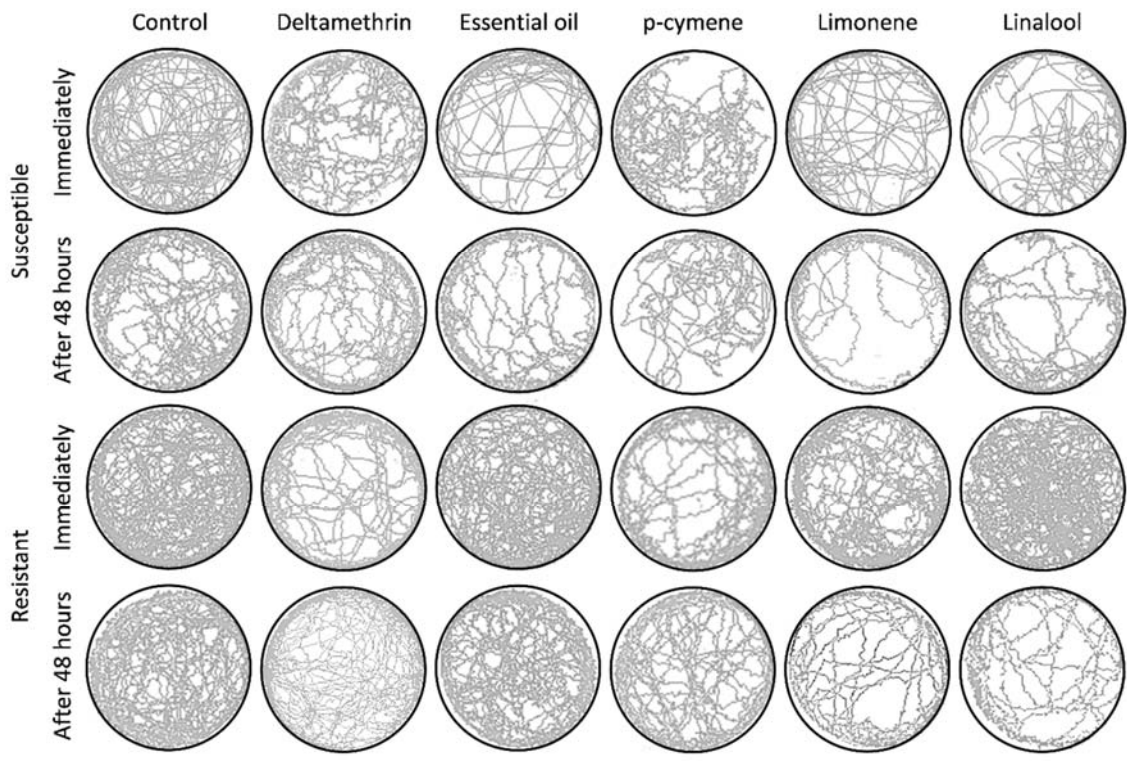 Control Deltamethrin Essential oil p-cymene Limonene Linalool
Susceptible
Immediately
After 48 hours
Resistant
Immediately
After 48 hours